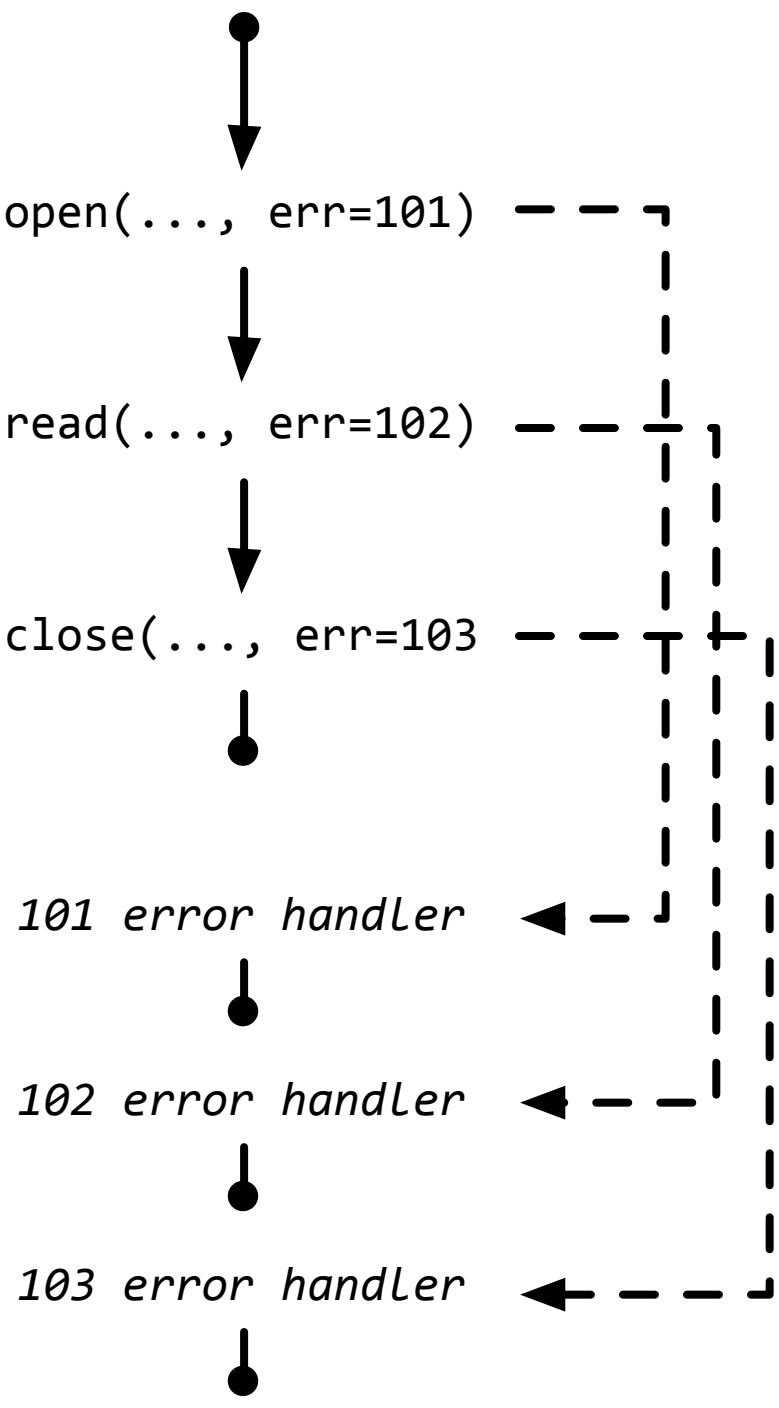 open(..., err=101)
read(..., err=102)
close(..., err=103
101 error handler
102 error handler
103 error handler